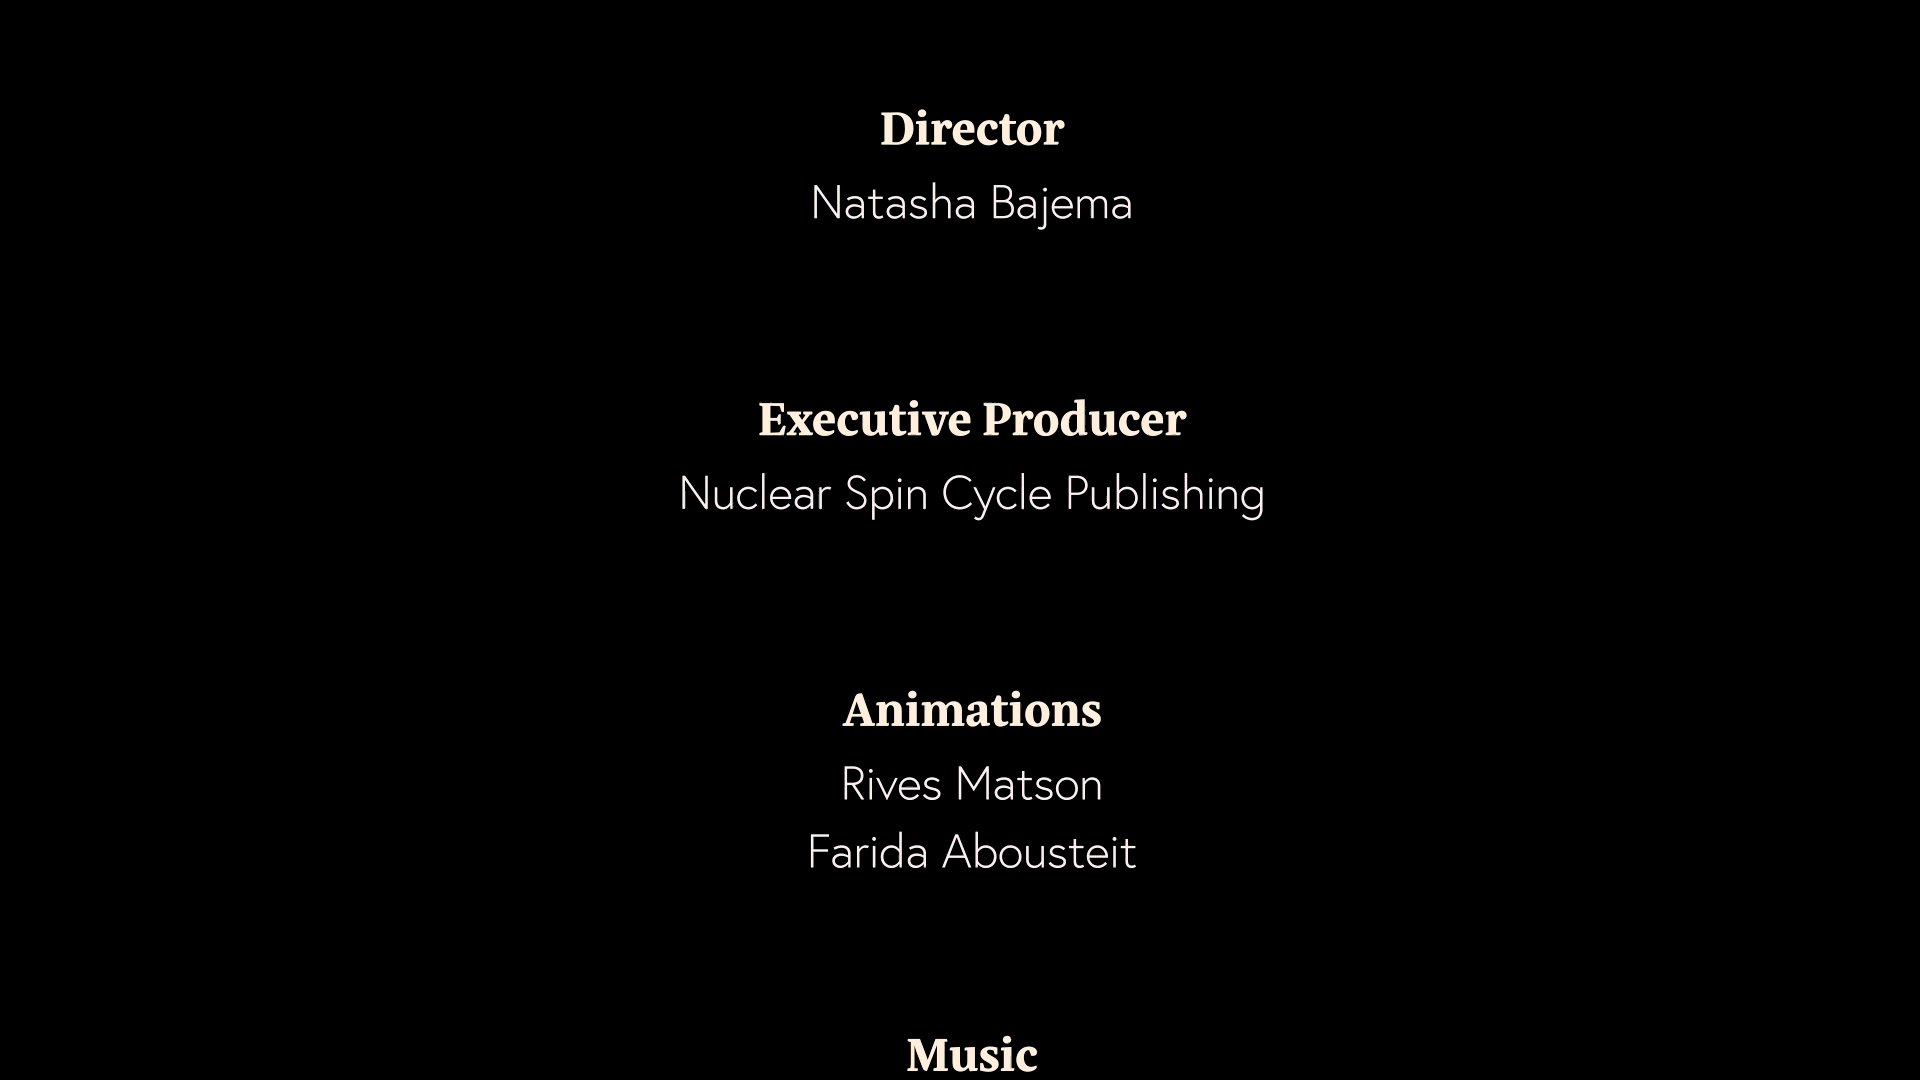 Director
Natasha Bajema
Executive Producer
Nuclear Spin Cycle Publishing
Animations
Rives Matson
Farida Abousteit
Music